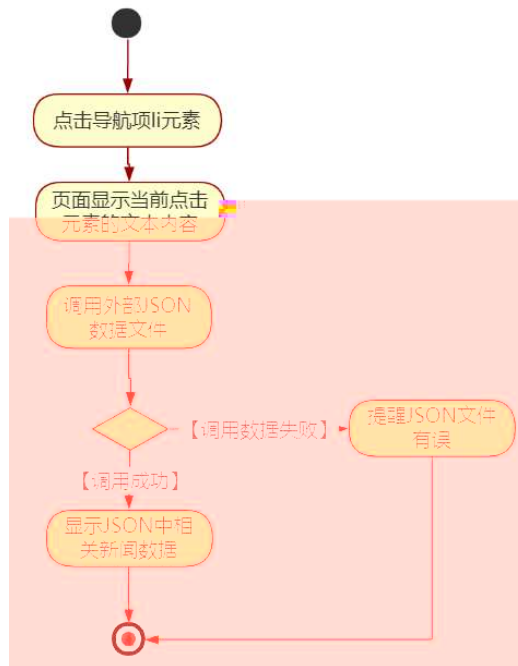 点击导航项li元素
页面显示当前点击
元素的文本内容
调用外部JSON
数据文件
【调用数据失败】
提醒JSON文件
有误
【调用成功】
显示JSON中相
关新闻数据